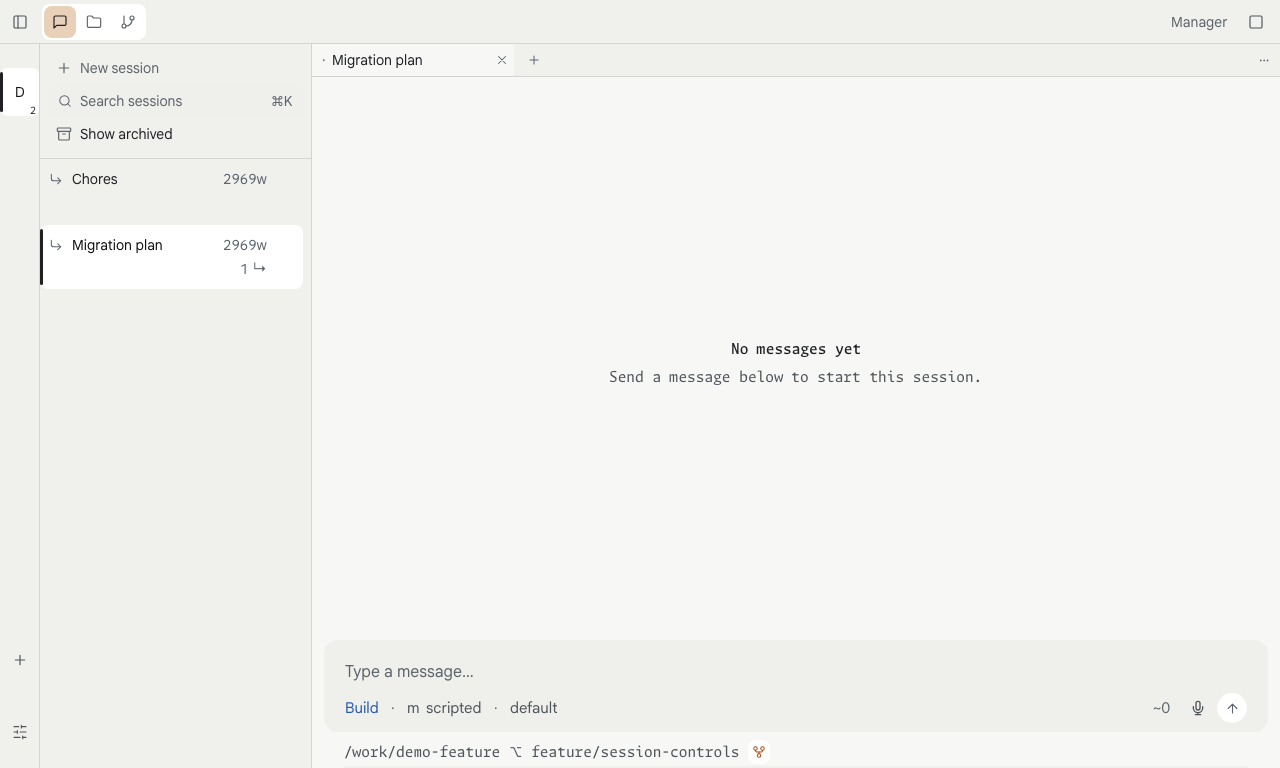 Manager
D
2
New session
Search sessions ⌘K
Show archived
Chores 2969w
Migration plan 2969w
1
· Migration plan
No messages yet
Send a message below to start this session.
Type a message…
Build · m scripted · default ~0
/work/demo-feature ⌥ feature/session-controls